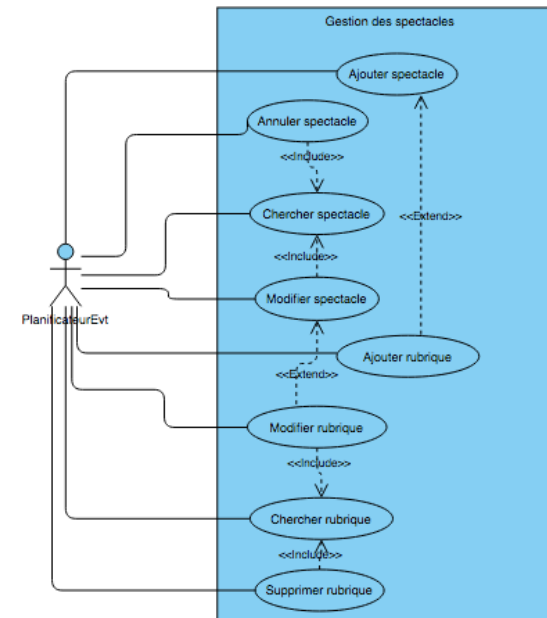 Gestion des spectacles
Ajouter spectacle
Annuler spectacle
<<Include>>
Chercher spectacle
<<Extend>>
<<Include>>
Modifier spectacle
PlanificateurEvt
Ajouter rubrique
<<Extend>>
Modifier rubrique
<<Include>>
Chercher rubrique
<<Include>>
Supprimer rubrique